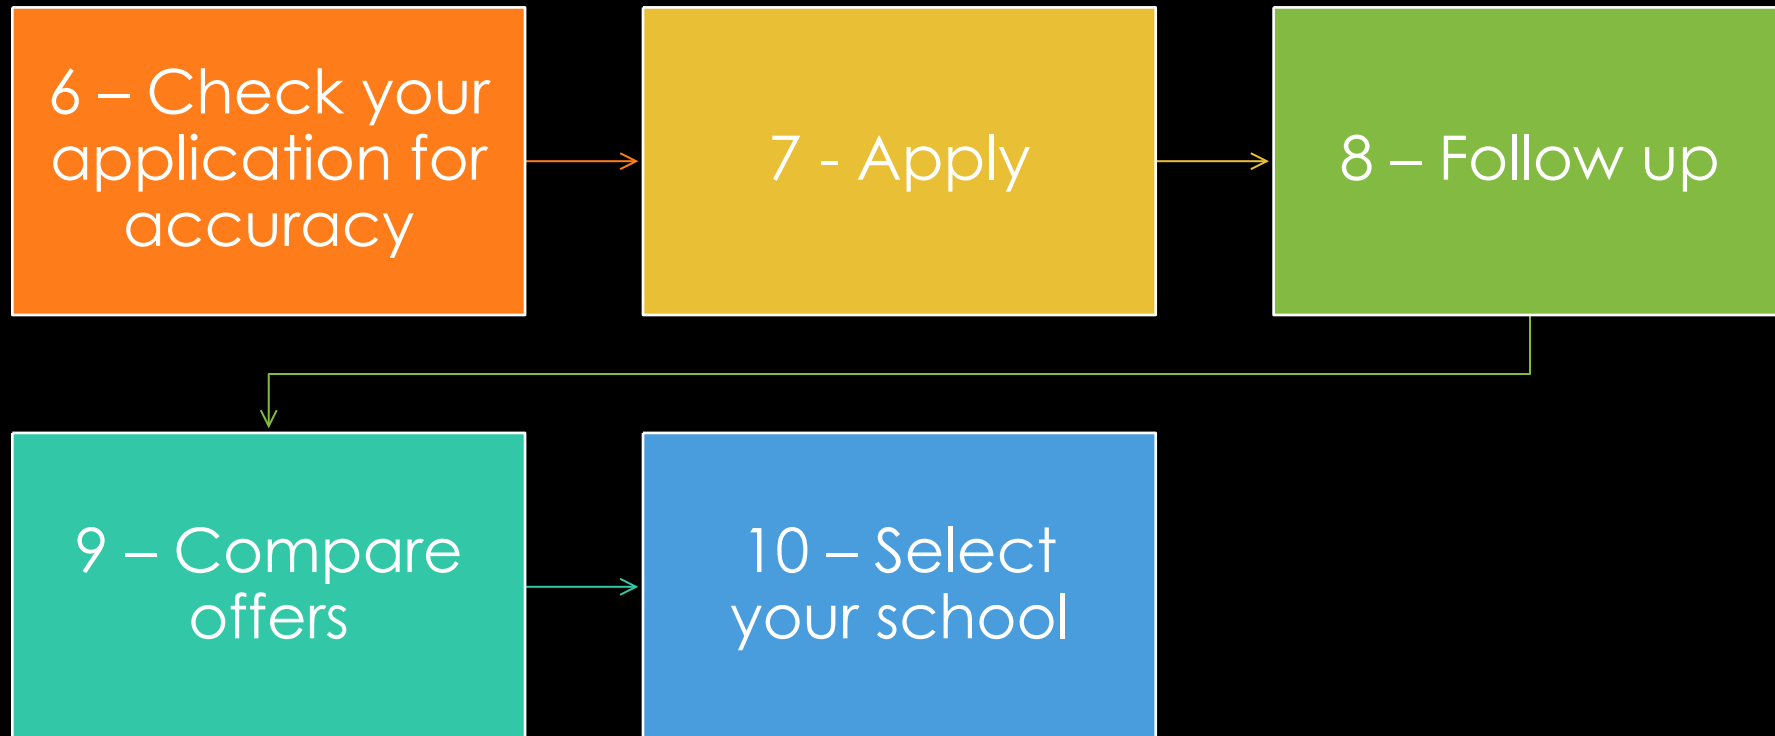 6 – Check your
application for
accuracy
7 - Apply
8 – Follow up
9 – Compare
offers
10 – Select
your school